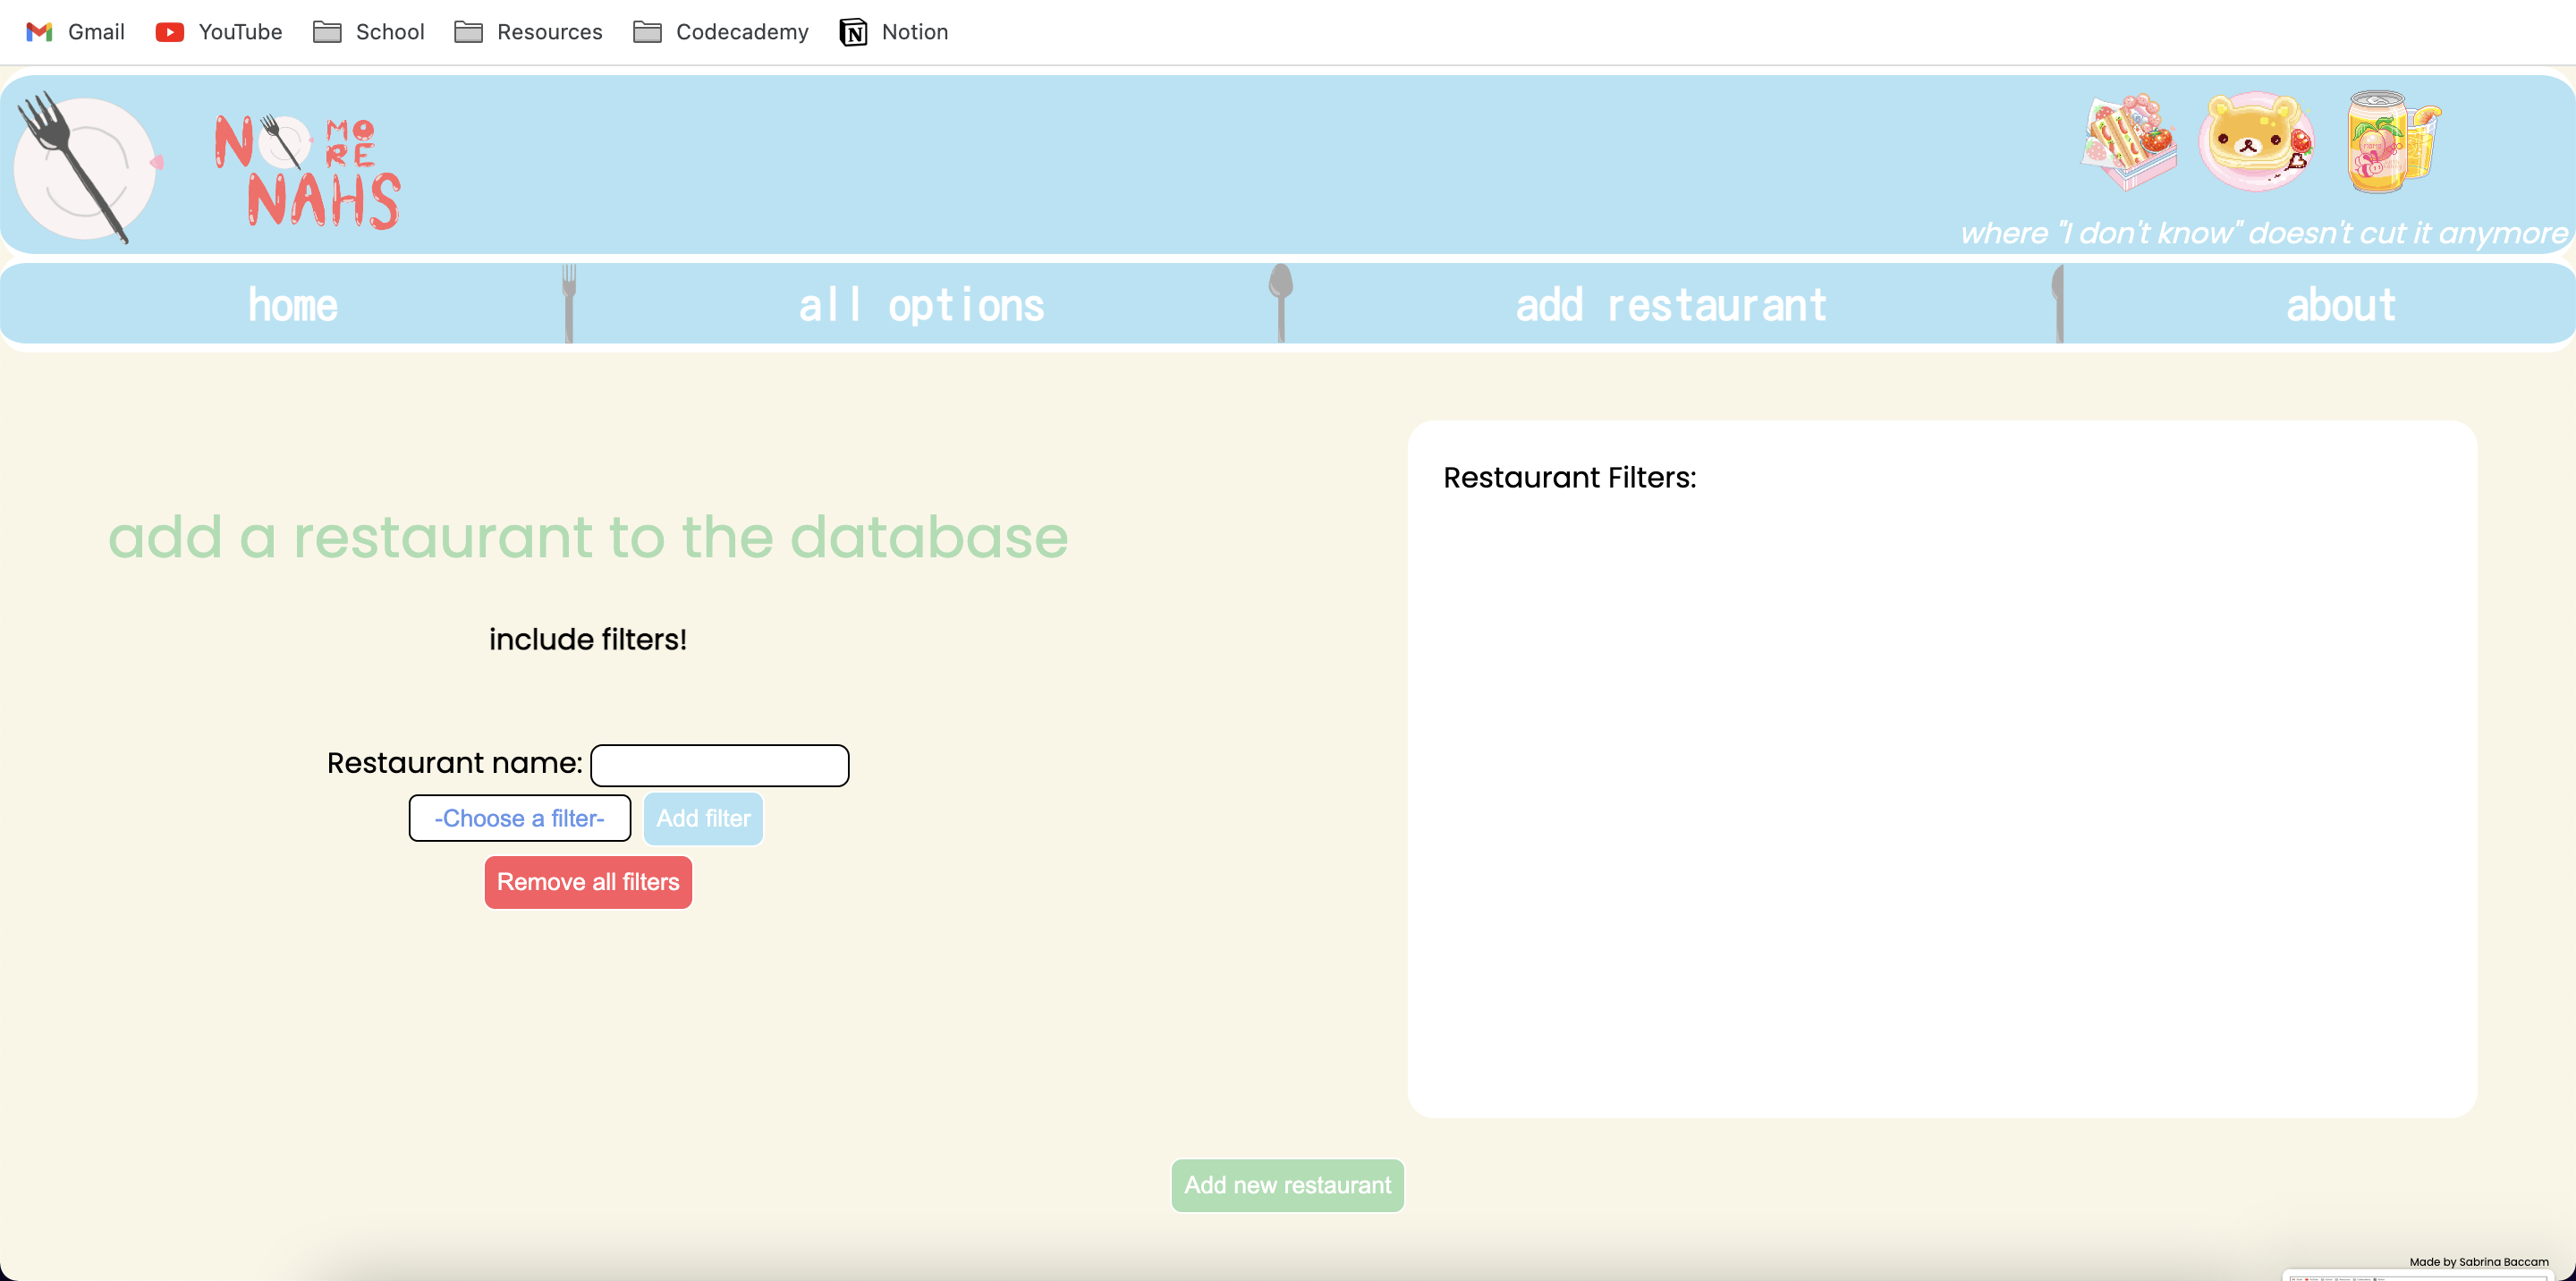 Gmail YouTube School Resources Codecademy Notion
NO MORE
NAHS
where "I don't know" doesn't cut it anymore
home all options add restaurant about
Restaurant Filters:
add a restaurant to the database
include filters!
Restaurant name:
-Choose a filter- Add filter
Remove all filters
Add new restaurant
Made by Sabrina Baccam